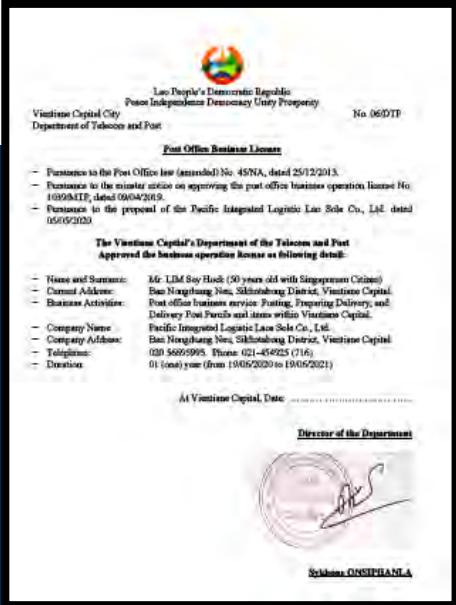 Lao People's Democratic Republic
Peace Independence Democracy Unity Prosperity
Vientiane Capital City No. 06/DTP
Department of Telecom and Post
Post Office Business License
– Pursuance to the Post Office law (amended) No. 45/NA, dated 25/12/2013.
– Pursuance to the minster notice on approving the post office business operation license No.
1039/MTP, dated 09/04/2019.
– Pursuance to the proposal of the Pacific Integrated Logistic Lao Sole Co., Ltd. dated
05/05/2020.
The Vientiane Capital's Department of the Telecom and Post
Approved the business operation license as following detail:
– Name and Surname: Mr. LIM Soy Hock (50 years old with Singaporean Citizen)
– Current Address: Ban Nongduang Neu, Sikhotabong District, Vientiane Capital.
– Business Activities: Post office business service: Posting, Preparing Delivery, and
Delivery Post Parcels and items within Vientiane Capital.
– Company Name Pacific Integrated Logistic Laos Sole Co., Ltd.
– Company Address: Ban Nongduang Neu, Sikhotabong District, Vientiane Capital.
– Telephone: 020 56695995. Phone: 021-454925 (716)
– Duration: 01 (one) year (from 19/06/2020 to 19/06/2021)
At Vientiane Capital, Date: ........................................
Director of the Department
ONSIPHANLA